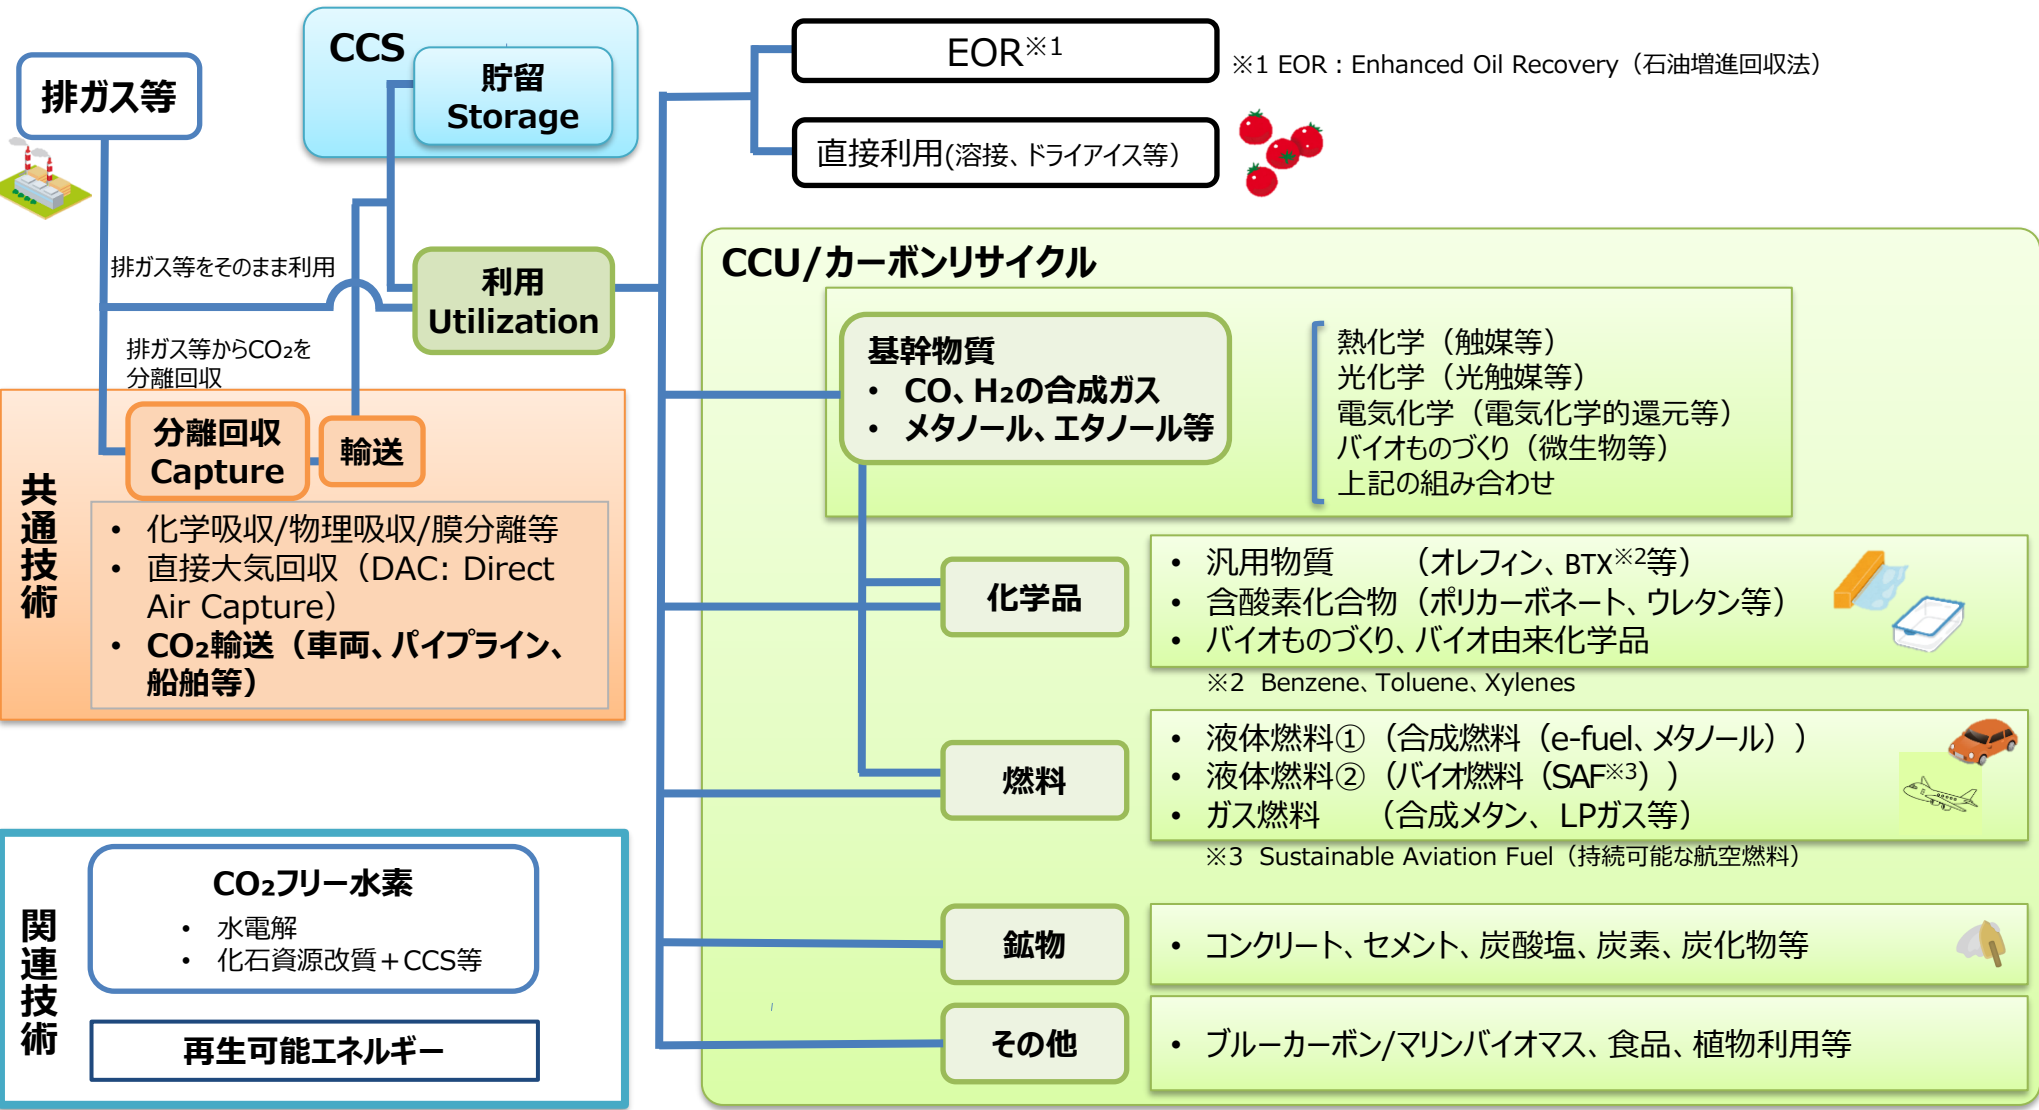 排ガス等
CCS
貯留
Storage
EOR※1
※1 EOR : Enhanced Oil Recovery（石油増進回収法）
直接利用(溶接、ドライアイス等）
排ガス等をそのまま利用
利用
Utilization
排ガス等からCO₂を
分離回収
共通技術
分離回収
Capture
輸送
• 化学吸収/物理吸収/膜分離等
• 直接大気回収（DAC: Direct
Air Capture）
• CO₂輸送（車両、パイプライン、
船舶等）
関連技術
CO₂フリー水素
• 水電解
• 化石資源改質＋CCS等
再生可能エネルギー
CCU/カーボンリサイクル
基幹物質
• CO、H₂の合成ガス
• メタノール、エタノール等
熱化学（触媒等）
光化学（光触媒等）
電気化学（電気化学的還元等）
バイオものづくり（微生物等）
上記の組み合わせ
化学品
• 汎用物質　　（オレフィン、BTX※2等）
• 含酸素化合物（ポリカーボネート、ウレタン等）
• バイオものづくり、バイオ由来化学品
※2 Benzene、Toluene、Xylenes
燃料
• 液体燃料①（合成燃料（e-fuel、メタノール））
• 液体燃料②（バイオ燃料（SAF※3））
• ガス燃料　　（合成メタン、LPガス等）
※3 Sustainable Aviation Fuel（持続可能な航空燃料）
鉱物
• コンクリート、セメント、炭酸塩、炭素、炭化物等
その他
• ブルーカーボン/マリンバイオマス、食品、植物利用等